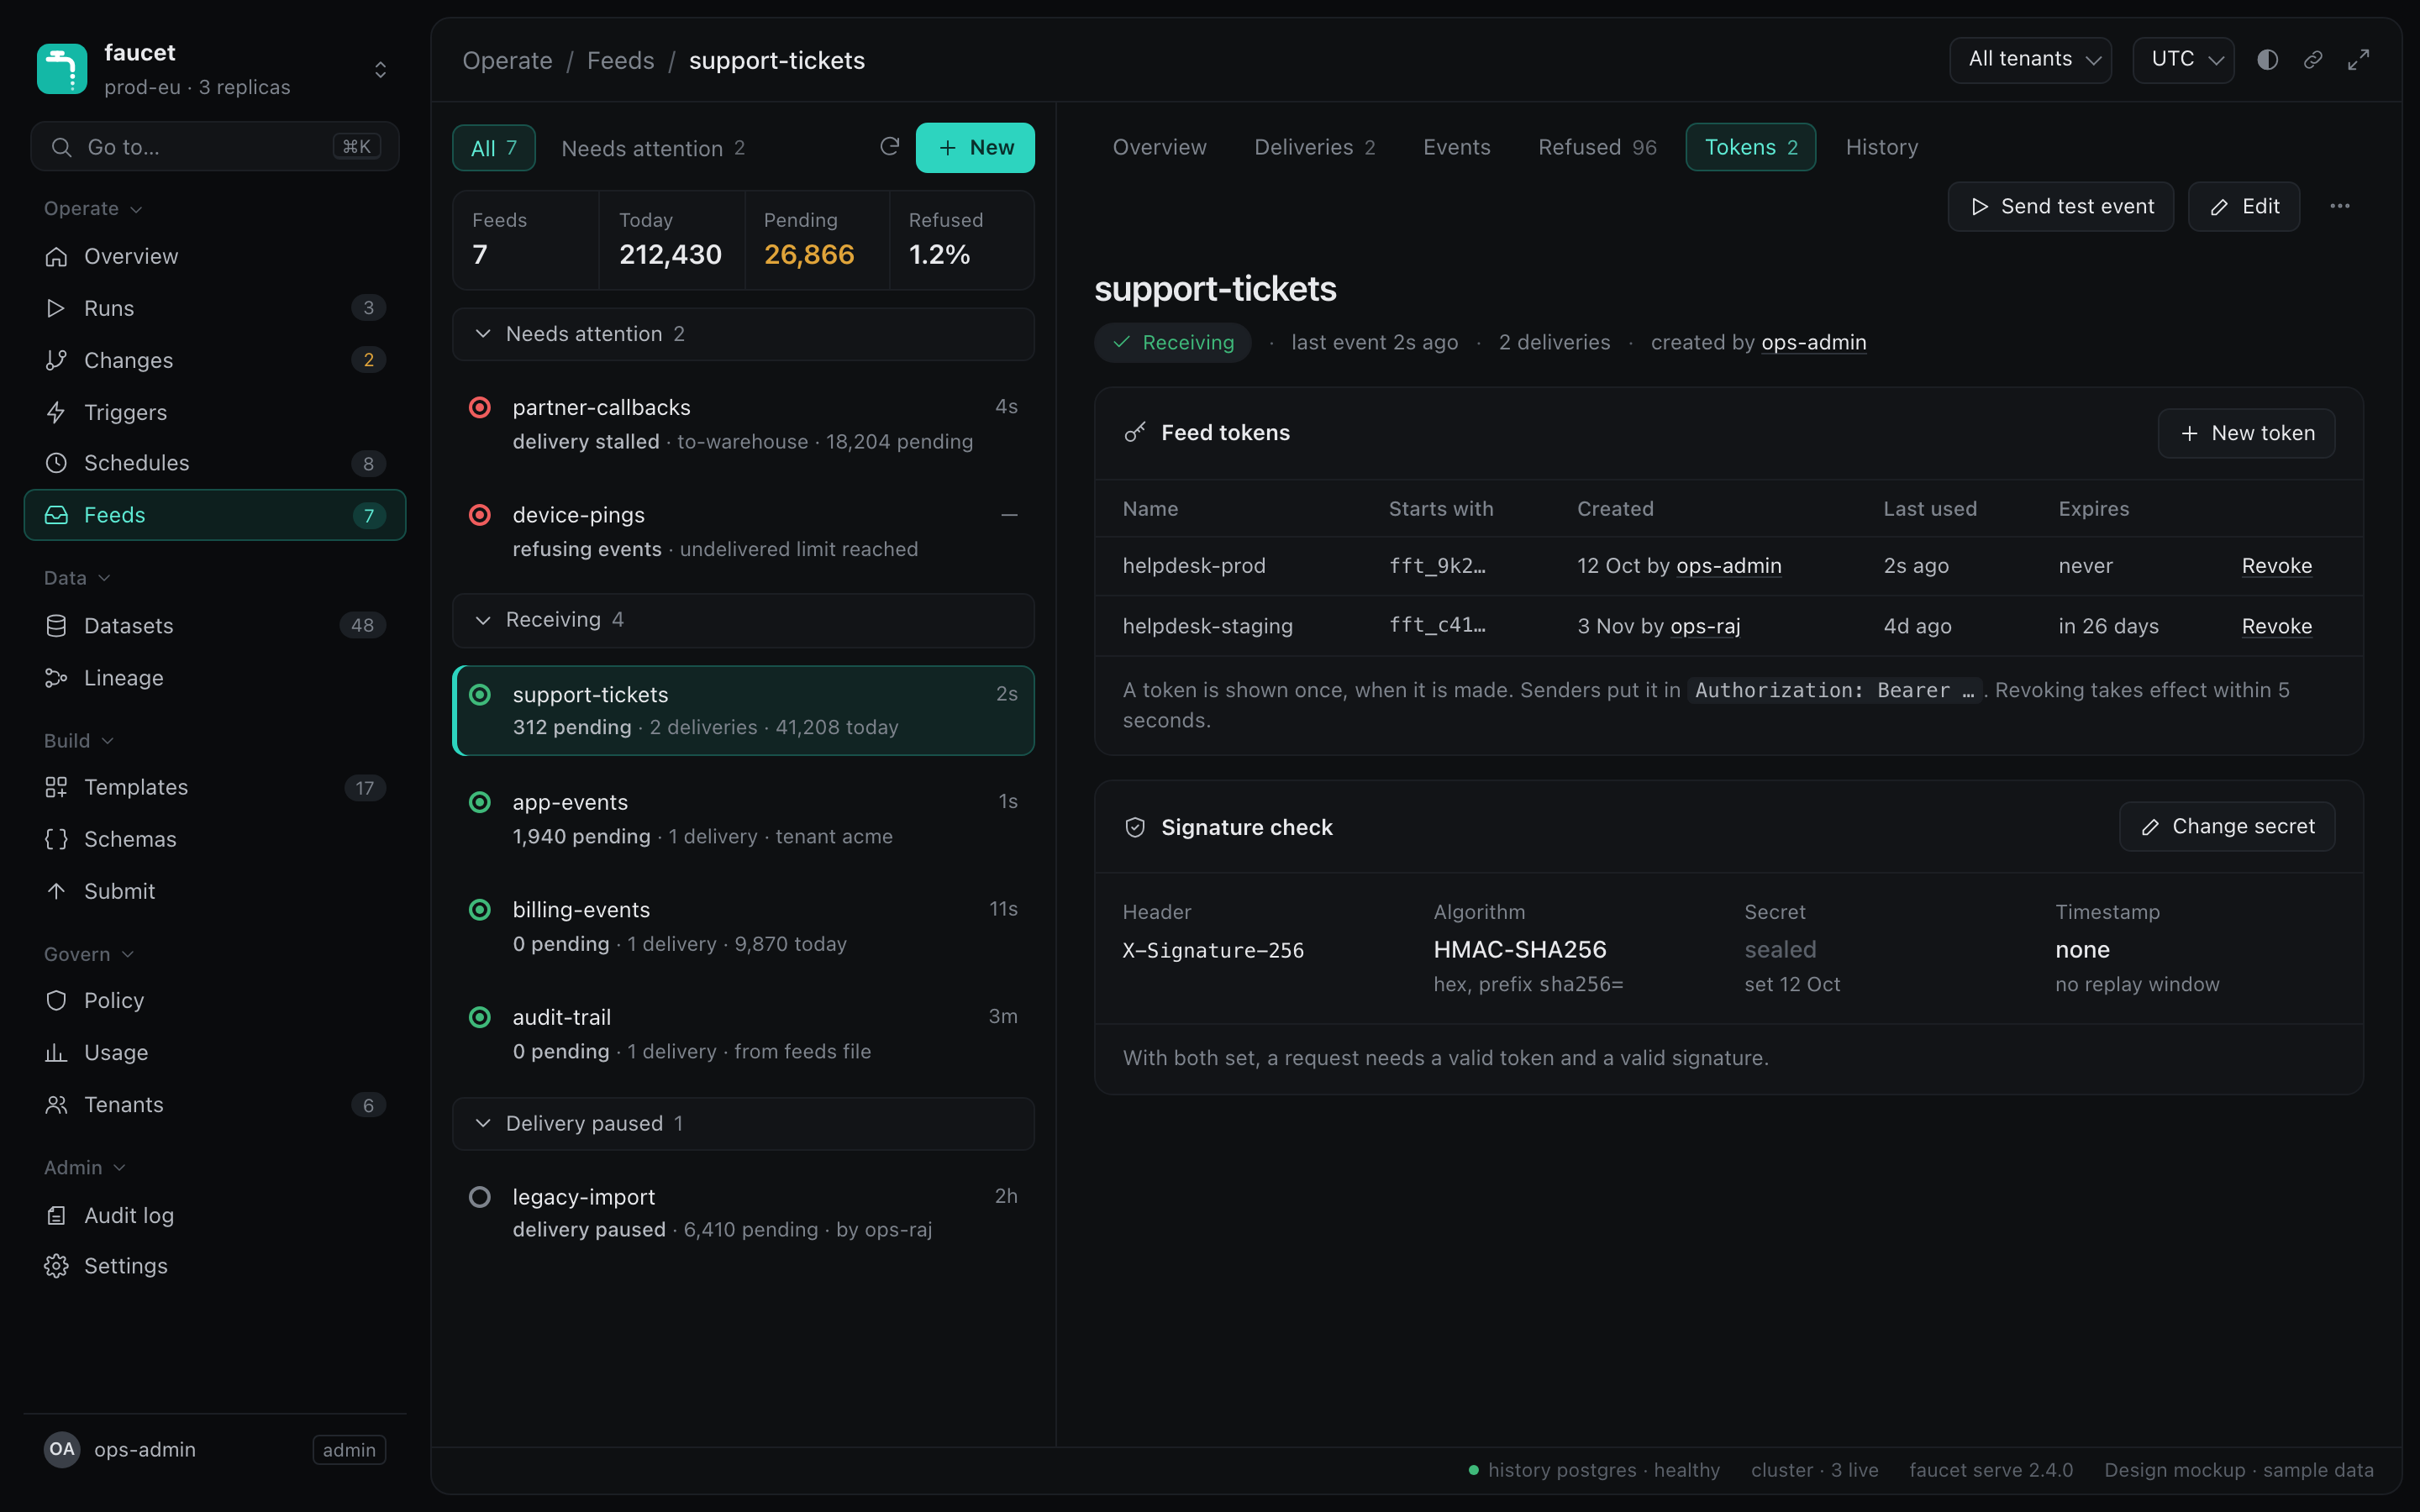 faucet
prod-eu · 3 replicas
Go to...
⌘K
Operate
Overview
Runs 3
Changes 2
Triggers
Schedules 8
Feeds 7
Data
Datasets 48
Lineage
Build
Templates 17
Schemas
Submit
Govern
Policy
Usage
Tenants 6
Admin
Audit log
Settings
OA ops-admin admin
Operate / Feeds / support-tickets
All tenants
UTC
All 7
Needs attention 2
New
Feeds
7
Today
212,430
Pending
26,866
Refused
1.2%
Needs attention 2
partner-callbacks 4s
delivery stalled · to-warehouse · 18,204 pending
device-pings —
refusing events · undelivered limit reached
Receiving 4
support-tickets 2s
312 pending · 2 deliveries · 41,208 today
app-events 1s
1,940 pending · 1 delivery · tenant acme
billing-events 11s
0 pending · 1 delivery · 9,870 today
audit-trail 3m
0 pending · 1 delivery · from feeds file
Delivery paused 1
legacy-import 2h
delivery paused · 6,410 pending · by ops-raj
Overview Deliveries 2 Events Refused 96 Tokens 2 History
Send test event Edit
support-tickets
Receiving · last event 2s ago · 2 deliveries · created by ops-admin
Feed tokens
New token
Name Starts with Created Last used Expires
helpdesk-prod fft_9k2… 12 Oct by ops-admin 2s ago never Revoke
helpdesk-staging fft_c41… 3 Nov by ops-raj 4d ago in 26 days Revoke
A token is shown once, when it is made. Senders put it in Authorization: Bearer … . Revoking takes effect within 5
seconds.
Signature check
Change secret
Header Algorithm Secret Timestamp
X-Signature-256 HMAC-SHA256 sealed none
hex, prefix sha256= set 12 Oct no replay window
With both set, a request needs a valid token and a valid signature.
history postgres · healthy cluster · 3 live faucet serve 2.4.0 Design mockup · sample data